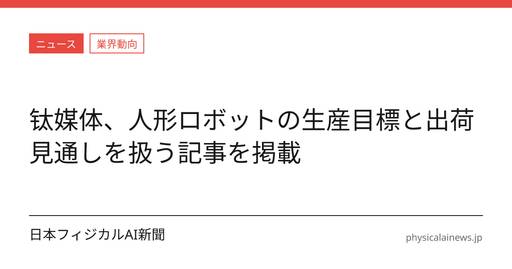 ニュース 業界動向
钛媒体、人形ロボットの生産目標と出荷
見通しを扱う記事を掲載
日本フィジカルAI新聞
physicalainews.jp